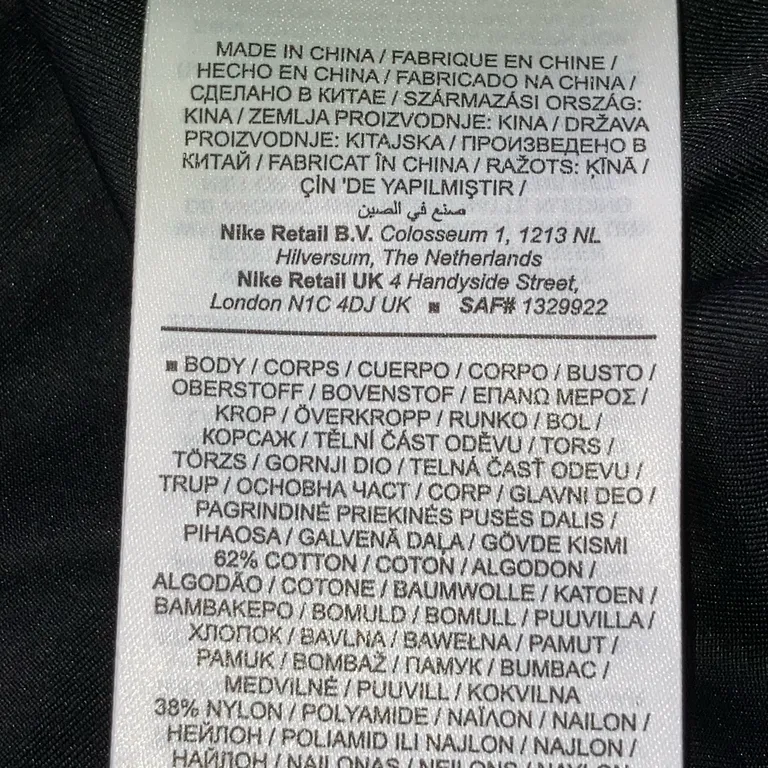 MADE IN CHINA / FABRIQUE EN CHINE /
HECHO EN CHINA / FABRICADO NA CHINA /
СДЕЛАНО В КИТАЕ / SZÁRMAZÁSI ORSZÁG:
KINA / ZEMLJA PROIZVODNJE: KINA / DRŽAVA
PROIZVODNJE: KITAJSKA / ПРОИЗВЕДЕНО В
КИТАЙ / FABRICAT ÎN CHINA / RAŽOTS: ĶĪNĀ /
ÇİN 'DE YAPILMIŞTIR /
صنع في الصين
Nike Retail B.V. Colosseum 1, 1213 NL
Hilversum, The Netherlands
Nike Retail UK 4 Handyside Street,
London N1C 4DJ UK ■ SAF# 1329922
■ BODY / CORPS / CUERPO / CORPO / BUSTO /
OBERSTOFF / BOVENSTOF / ΕΠΑΝΩ ΜΕΡΟΣ /
KROP / ÖVERKROPP / RUNKO / BOL /
КОРСАЖ / TĚLNÍ ČÁST ODĚVU / TORS /
TÖRZS / GORNJI DIO / TELNÁ ČASŤ ODEVU /
TRUP / ОСНОВНА ЧАСТ / CORP / GLAVNI DEO /
PAGRINDINĖ PRIEKINĖS PUSĖS DALIS /
PIHAOSA / GALVENĀ DAĻA / GÖVDE KISMI
62% COTTON / COTON / ALGODON /
ALGODÃO / COTONE / BAUMWOLLE / KATOEN /
ΒΑΜΒΑΚΕΡΟ / BOMULD / BOMULL / PUUVILLA /
ХЛОПОК / BAVLNA / BAWEŁNA / PAMUT /
PAMUK / BOMBAŽ / ПАМУК / BUMBAC /
MEDVILNĖ / PUUVILL / KOKVILNA
38% NYLON / POLYAMIDE / ΝΑΪΛΟΝ / NAILON /
НЕЙЛОН / POLIAMID ILI NAJLON / NAJLON /
НАЙЛОН / NAILONAS / NEILONS / NAYLON